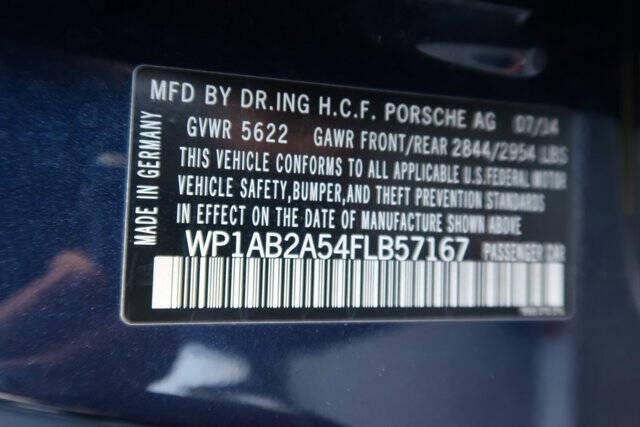 MFD BY DR.ING H.C.F. PORSCHE AG 07/14
GVWR 5622 GAWR FRONT/REAR 2844/2954 LBS
THIS VEHICLE CONFORMS TO ALL APPLICABLE U.S.FEDERAL MOTOR
VEHICLE SAFETY,BUMPER,AND THEFT PREVENTION STANDARDS
IN EFFECT ON THE DATE OF MANUFACTURE SHOWN ABOVE
WP1AB2A54FLB57167 PASSENGER CAR
MADE IN GERMANY